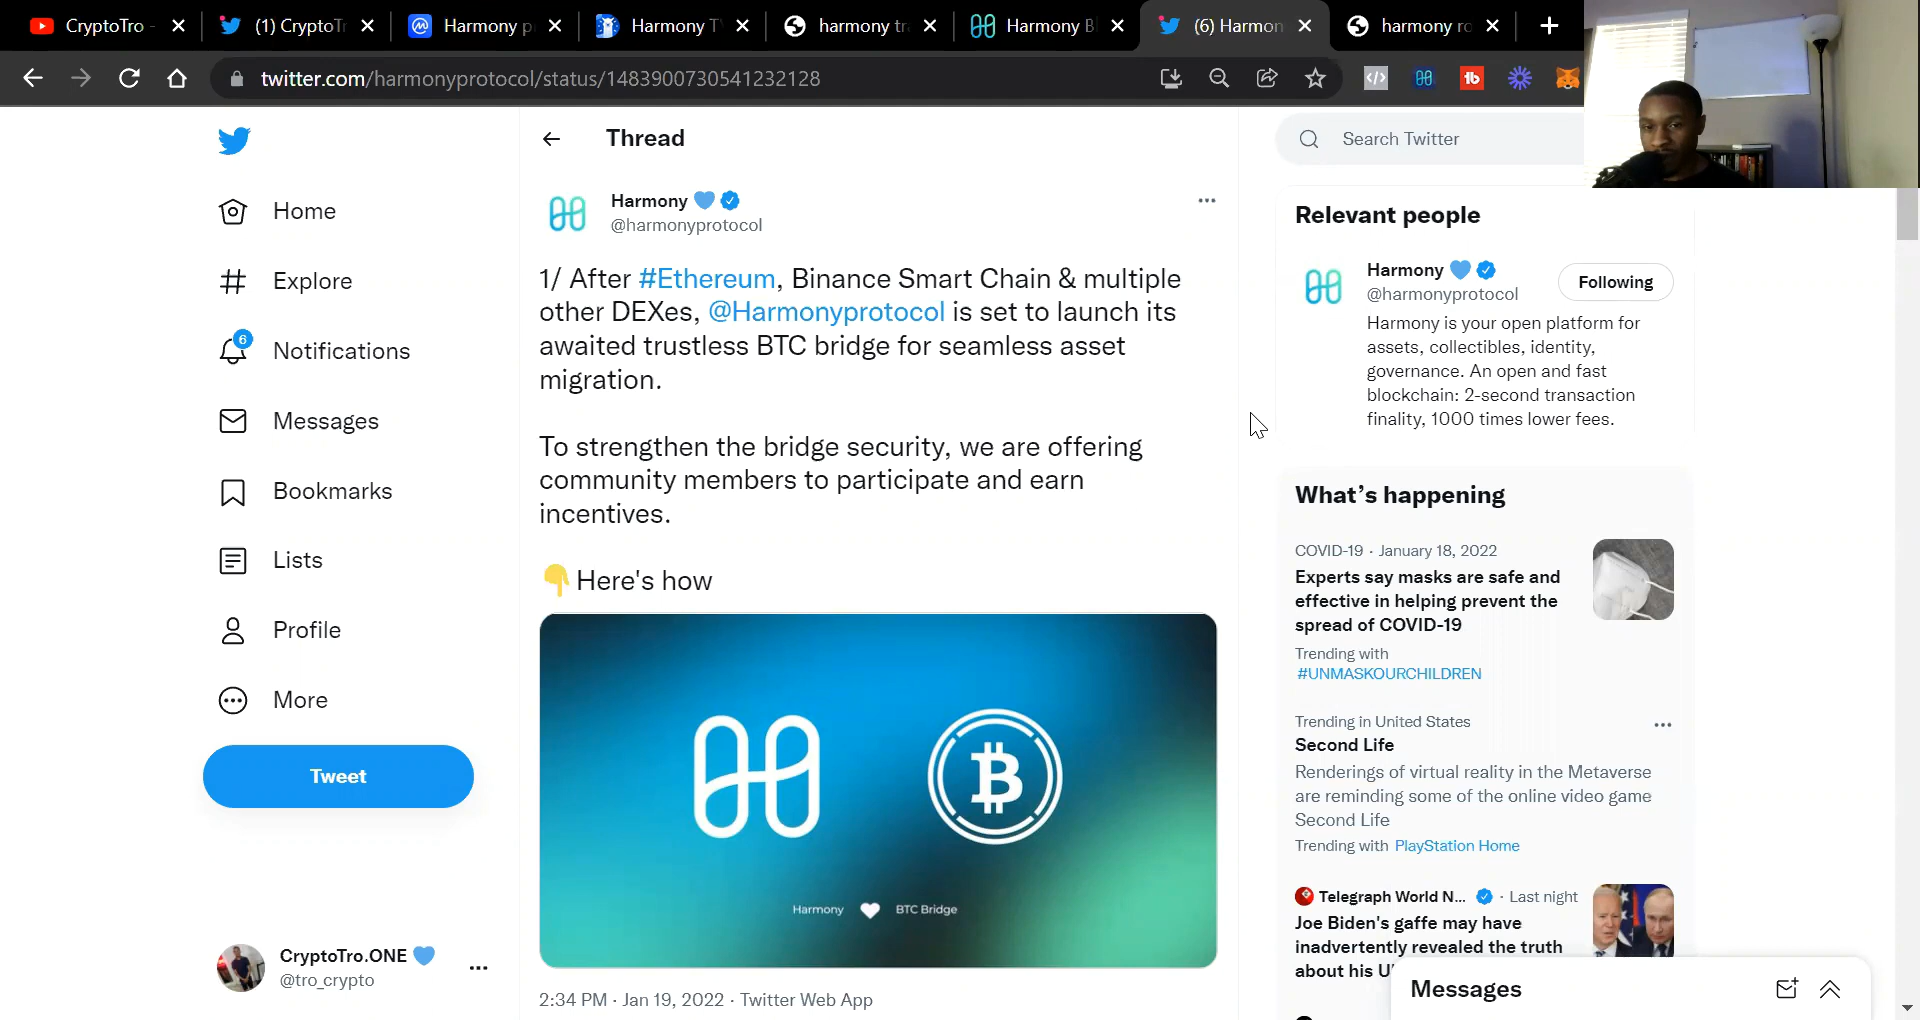 CryptoTro -
(1) CryptoT
Harmony p
Harmony T
harmony tr
Harmony B
(6) Harmon
harmony ro
twitter.com/harmonyprotocol/status/1483900730541232128
Home
Explore
6
Notifications
Messages
Bookmarks
Lists
Profile
More
Tweet
CryptoTro.ONE
@tro_crypto
Thread
Harmony
@harmonyprotocol
1/ After #Ethereum, Binance Smart Chain & multiple
other DEXes, @Harmonyprotocol is set to launch its
awaited trustless BTC bridge for seamless asset
migration.
To strengthen the bridge security, we are offering
community members to participate and earn
incentives.
Here's how
Harmony BTC Bridge
2:34 PM · Jan 19, 2022 · Twitter Web App
Search Twitter
Relevant people
Harmony
@harmonyprotocol
Following
Harmony is your open platform for
assets, collectibles, identity,
governance. An open and fast
blockchain: 2-second transaction
finality, 1000 times lower fees.
What's happening
COVID-19 · January 18, 2022
Experts say masks are safe and
effective in helping prevent the
spread of COVID-19
Trending with
#UNMASKOURCHILDREN
Trending in United States
Second Life
Renderings of virtual reality in the Metaverse
are reminding some of the online video game
Second Life
Trending with PlayStation Home
Telegraph World N... · Last night
Joe Biden's gaffe may have
inadvertently revealed the truth
about his U
Messages